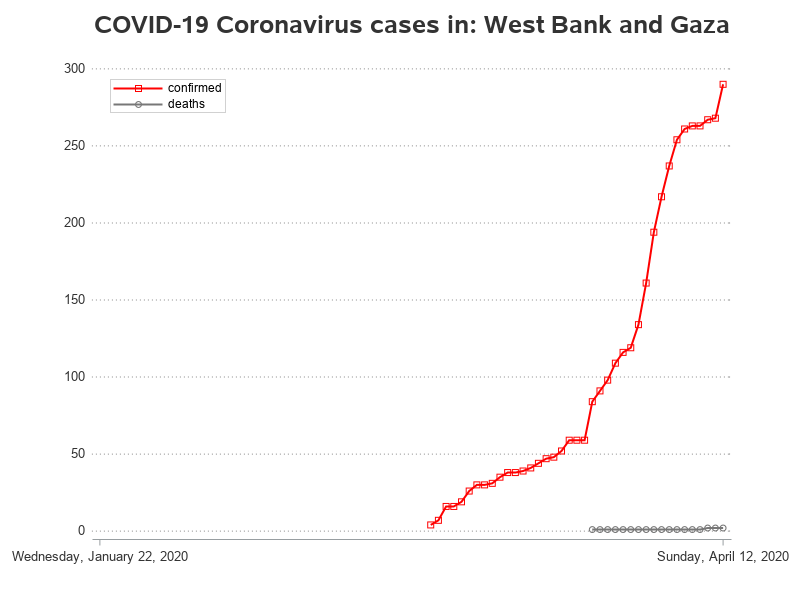 COVID-19 Coronavirus cases in: West Bank and Gaza
300
confirmed
deaths
250
200
150
100
50
0
Wednesday, January 22, 2020
Sunday, April 12, 2020